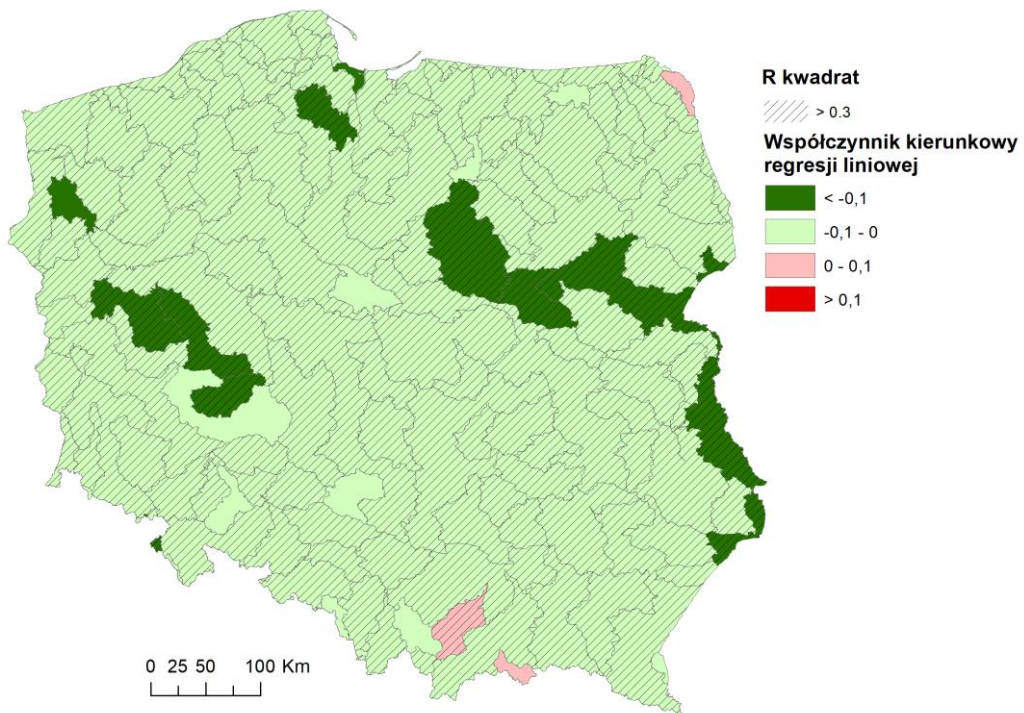 R kwadrat
> 0.3
Współczynnik kierunkowy
regresji liniowej
< -0,1
-0,1 - 0
0 - 0,1
> 0,1
0 25 50 100 Km